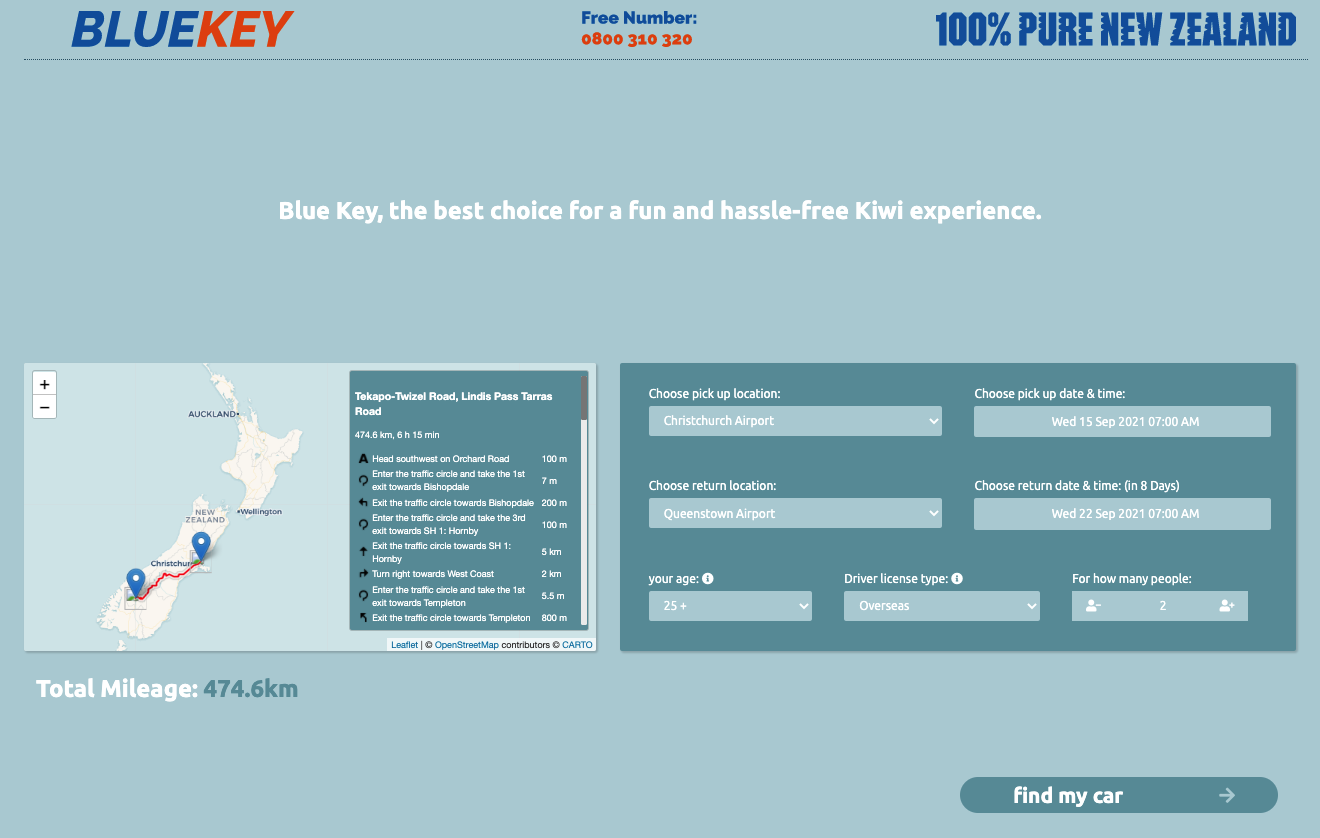 BLUEKEY
Free Number:
0800 310 320
100% PURE NEW ZEALAND
Blue Key, the best choice for a fun and hassle-free Kiwi experience.
+
−
AUCKLAND
Wellington
NEW
ZEALAND
Christchur
Tekapo-Twizel Road, Lindis Pass Tarras
Road
474.6 km, 6 h 15 min
Head southwest on Orchard Road 100 m
Enter the traffic circle and take the 1st
exit towards Bishopdale 7 m
Exit the traffic circle towards Bishopdale 200 m
Enter the traffic circle and take the 3rd
exit towards SH 1: Hornby 100 m
Exit the traffic circle towards SH 1:
Hornby 5 km
Turn right towards West Coast 2 km
Enter the traffic circle and take the 1st
exit towards Templeton 5.5 m
Exit the traffic circle towards Templeton 800 m
Leaflet | © OpenStreetMap contributors © CARTO
Choose pick up location:
Christchurch Airport
Choose pick up date & time:
Wed 15 Sep 2021 07:00 AM
Choose return location:
Queenstown Airport
Choose return date & time: (in 8 Days)
Wed 22 Sep 2021 07:00 AM
your age:
25 +
Driver license type:
Overseas
For how many people:
2
Total Mileage: 474.6km
find my car